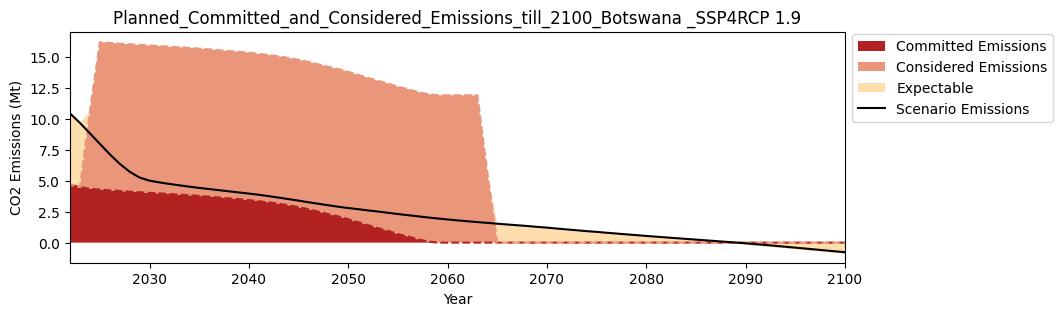 Planned_Committed_and_Considered_Emissions_till_2100_Botswana _SSP4RCP 1.9
CO2 Emissions (Mt)
15.0
12.5
10.0
7.5
5.0
2.5
0.0
2030 2040 2050 2060 2070 2080 2090 2100
Year
Committed Emissions
Considered Emissions
Expectable
Scenario Emissions